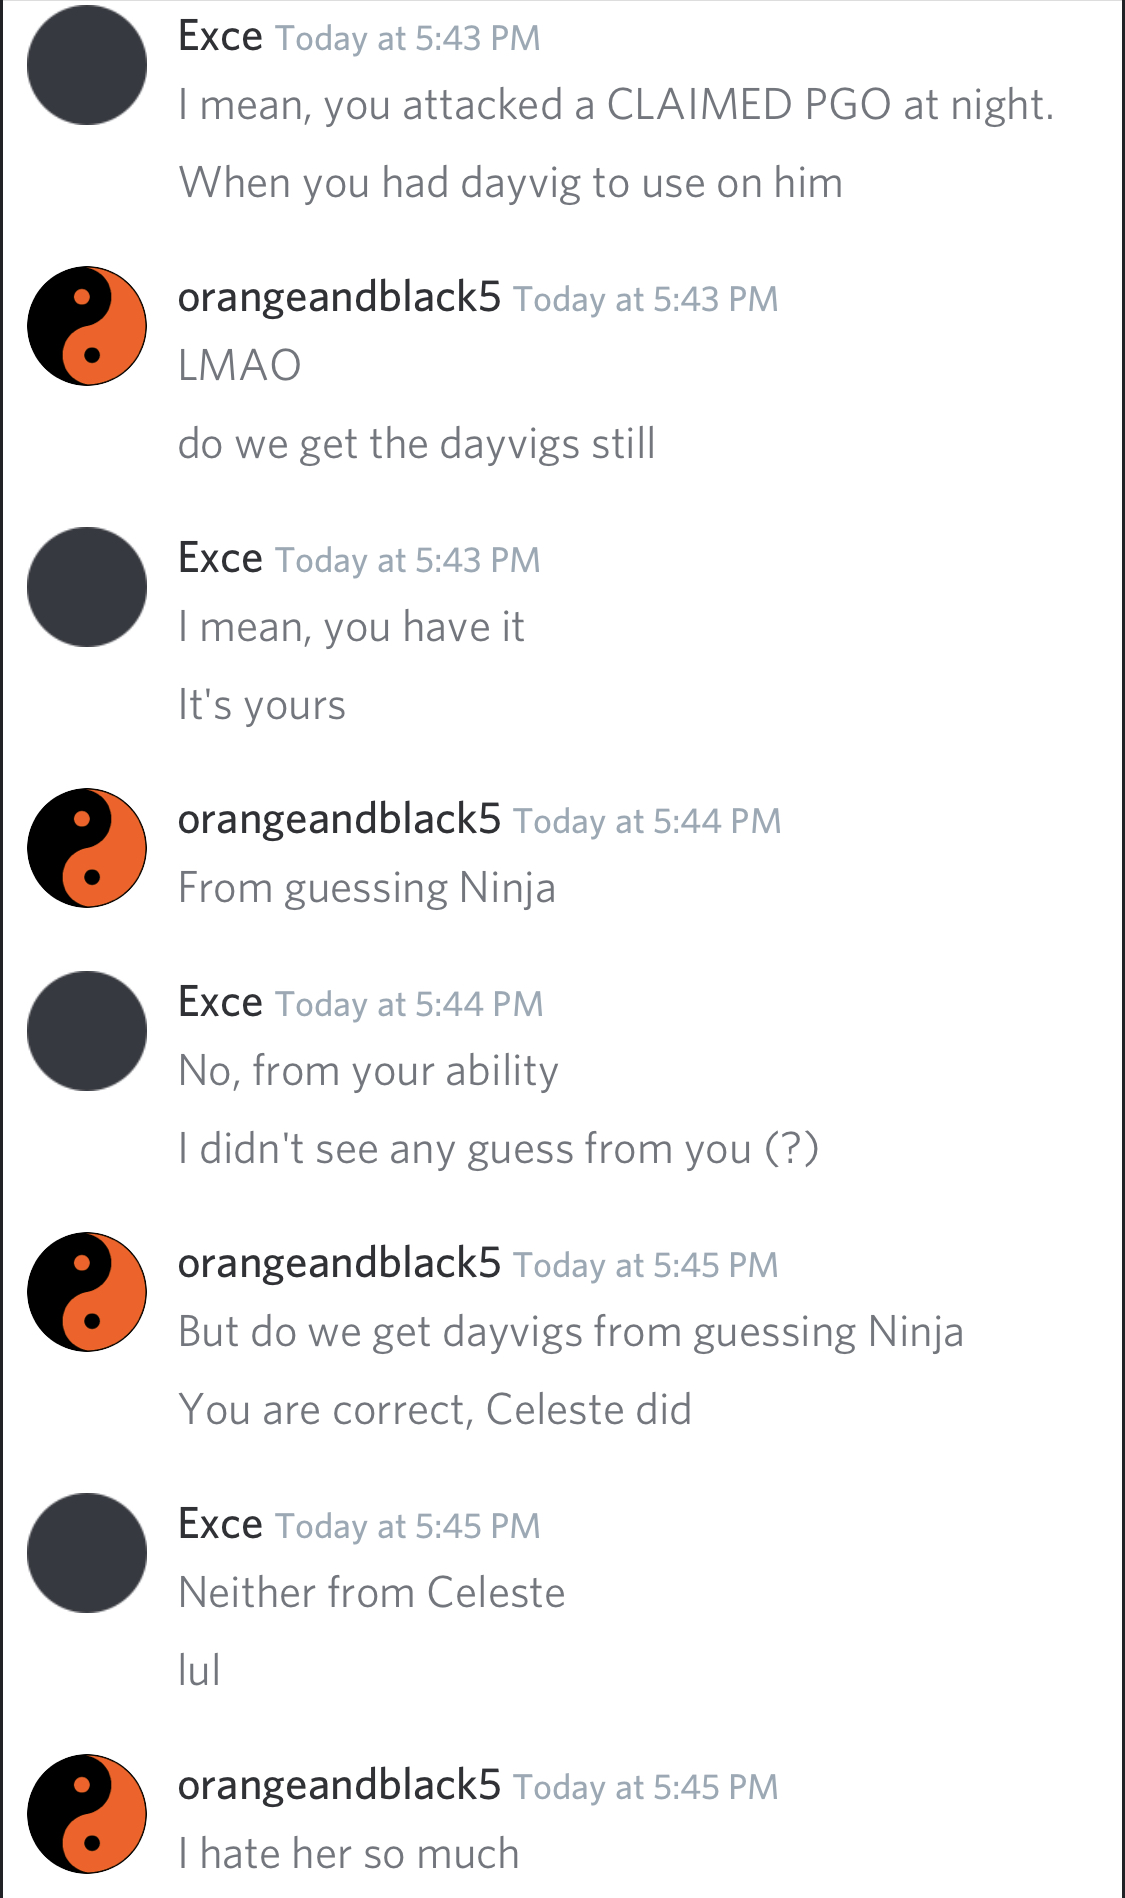 Exce Today at 5:43 PM
I mean, you attacked a CLAIMED PGO at night.
When you had dayvig to use on him
orangeandblack5 Today at 5:43 PM
LMAO
do we get the dayvigs still
Exce Today at 5:43 PM
I mean, you have it
It's yours
orangeandblack5 Today at 5:44 PM
From guessing Ninja
Exce Today at 5:44 PM
No, from your ability
I didn't see any guess from you (?)
orangeandblack5 Today at 5:45 PM
But do we get dayvigs from guessing Ninja
You are correct, Celeste did
Exce Today at 5:45 PM
Neither from Celeste
lul
orangeandblack5 Today at 5:45 PM
I hate her so much